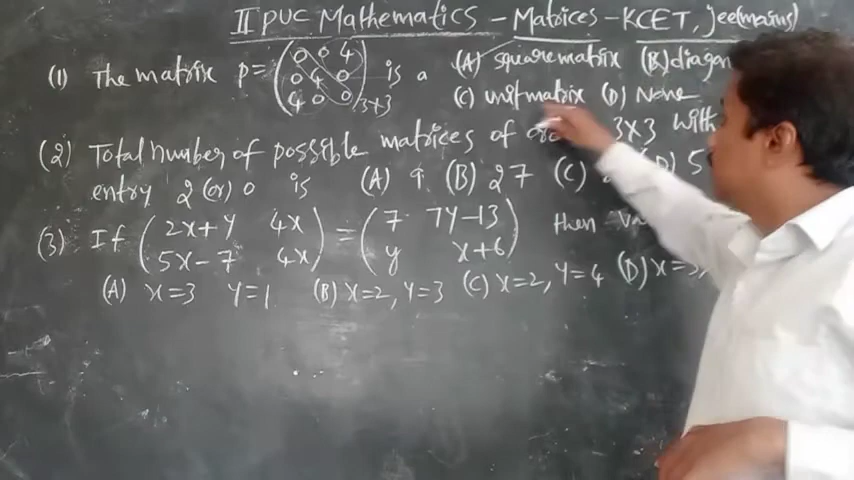 II PUC Mathematics - Matrices - KCET, jee(mains)
(1) The matrix P = (0 0 4
0 4 0
4 0 0)3×3 is a (A) square matrix (B)
(C) unit matrix (D) None
(2) Total number of possible matrices of 3X3 with
entry 2 (or) 0 is (A) 9 (B) 27 (C) (D) 5
(3) If (2x+y 4x
5x-7 4x) = (7 7y-13
y x+6) then
(A) x=3 y=1 (B) x=2, y=3 (C) x=2, y=4 (D) x=3,